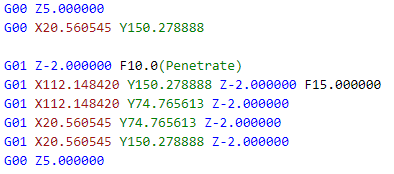 G00 Z5.000000
G00 X20.560545 Y150.278888
G01 Z-2.000000 F10.0(Penetrate)
G01 X112.148420 Y150.278888 Z-2.000000 F15.000000
G01 X112.148420 Y74.765613 Z-2.000000
G01 X20.560545 Y74.765613 Z-2.000000
G01 X20.560545 Y150.278888 Z-2.000000
G00 Z5.000000